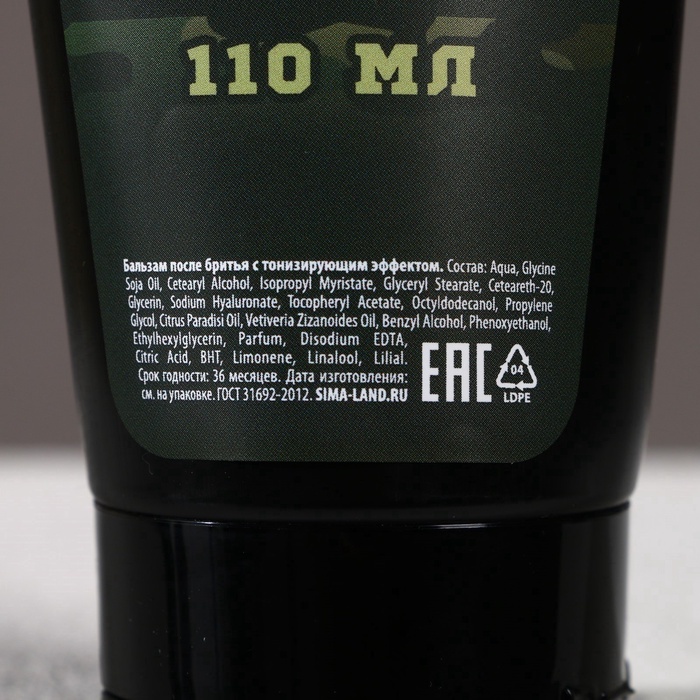 110 МЛ
Бальзам после бритья с тонизирующим эффектом. Состав: Aqua, Glycine
Soja Oil, Cetearyl Alcohol, Isopropyl Myristate, Glyceryl Stearate, Ceteareth-20,
Glycerin, Sodium Hyaluronate, Tocopheryl Acetate, Octyldodecanol, Propylene
Glycol, Citrus Paradisi Oil, Vetiveria Zizanoides Oil, Benzyl Alcohol, Phenoxyethanol,
Ethylhexylglycerin, Parfum, Disodium EDTA,
Citric Acid, BHT, Limonene, Linalool, Lilial.
Срок годности: 36 месяцев. Дата изготовления:
см. на упаковке. ГОСТ 31692-2012. SIMA-LAND.RU
EAC
04
LDPE